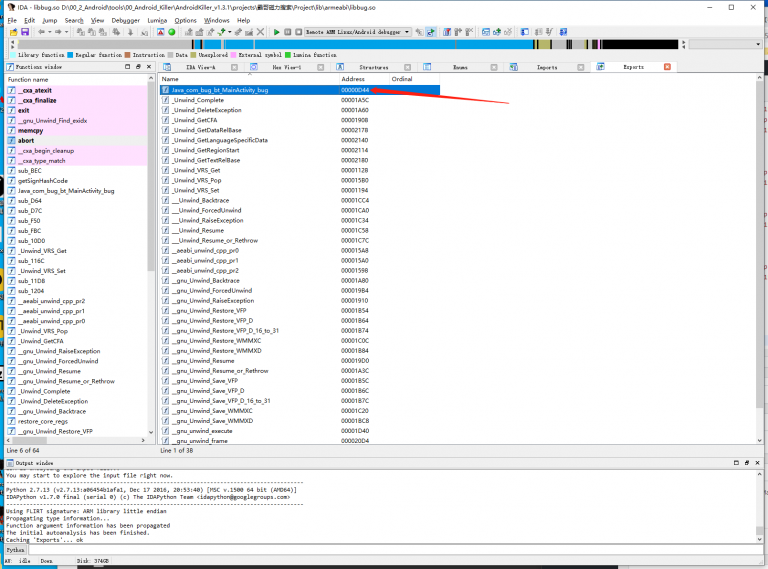 IDA - libbug.so D:\00_2_Android\tools\00_Android_Killer\AndroidKiller_v1.3.1\projects\最管磁力搜索\Project\lib\armeabi\libbug.so
File Edit Jump Search View Debugger Lumina Options Windows Help
Remote ARM Linux/Android debugger
Library function Regular function Instruction Data Unexplored External symbol Lumina function
Functions window IDA View-A Hex View-1 Structures Enums Imports Exports
Function name
__cxa_atexit
__cxa_finalize
exit
__gnu_Unwind_Find_exidx
memcpy
abort
__cxa_begin_cleanup
__cxa_type_match
sub_BEC
getSignHashCode
Java_com_bug_bt_MainActivity_bug
sub_D64
sub_D7C
sub_F50
sub_FBC
sub_10D0
_Unwind_VRS_Get
sub_116C
_Unwind_VRS_Set
sub_11D8
sub_1204
__aeabi_unwind_cpp_pr2
__aeabi_unwind_cpp_pr1
__aeabi_unwind_cpp_pr0
_Unwind_VRS_Pop
_Unwind_GetCFA
__gnu_Unwind_RaiseException
__gnu_Unwind_ForcedUnwind
__gnu_Unwind_Resume
__gnu_Unwind_Resume_or_Rethrow
_Unwind_Complete
_Unwind_DeleteException
__gnu_Unwind_Backtrace
restore_core_regs
__gnu_Unwind_Restore_VFP
Line 6 of 64
Name Address Ordinal
Java_com_bug_bt_MainActivity_bug 00000D44
_Unwind_Complete 00001A5C
_Unwind_DeleteException 00001A60
_Unwind_GetCFA 00001908
_Unwind_GetDataRelBase 00002178
_Unwind_GetLanguageSpecificData 00002140
_Unwind_GetRegionStart 00002114
_Unwind_GetTextRelBase 00002180
_Unwind_VRS_Get 0000112B
_Unwind_VRS_Pop 000015B0
_Unwind_VRS_Set 00001194
__Unwind_Backtrace 00001CC4
__Unwind_ForcedUnwind 00001CA0
__Unwind_RaiseException 00001C34
__Unwind_Resume 00001C58
__Unwind_Resume_or_Rethrow 00001C7C
__aeabi_unwind_cpp_pr0 000015A8
__aeabi_unwind_cpp_pr1 000015A0
__aeabi_unwind_cpp_pr2 00001598
__gnu_Unwind_Backtrace 00001A80
__gnu_Unwind_ForcedUnwind 000019B4
__gnu_Unwind_RaiseException 00001910
__gnu_Unwind_Restore_VFP 00001B54
__gnu_Unwind_Restore_VFP_D 00001B64
__gnu_Unwind_Restore_VFP_D_16_to_31 00001B74
__gnu_Unwind_Restore_WMMXC 00001C0C
__gnu_Unwind_Restore_WMMXD 00001B84
__gnu_Unwind_Resume 000019D0
__gnu_Unwind_Resume_or_Rethrow 00001A3C
__gnu_Unwind_Save_VFP 00001B5C
__gnu_Unwind_Save_VFP_D 00001B6C
__gnu_Unwind_Save_VFP_D_16_to_31 00001B7C
__gnu_Unwind_Save_WMMXC 00001C20
__gnu_Unwind_Save_WMMXD 00001BC8
__gnu_unwind_execute 00001D40
__gnu_unwind_frame 000020D4
Line 1 of 38
Output window
You may start to explore the input file right now.
Python 2.7.13 (v2.7.13:a06454b1afa1, Dec 17 2016, 20:53:40) [MSC v.1500 64 bit (AMD64)]
IDAPython v1.7.0 final (serial 0) (c) The IDAPython Team <idapython@googlegroups.com>
Using FLIRT signature: ARM library little endian
Propagating type information...
Function argument information has been propagated
The initial autoanalysis has been finished.
Caching 'Exports'... ok
Python
AU: idle Down Disk: 374GB